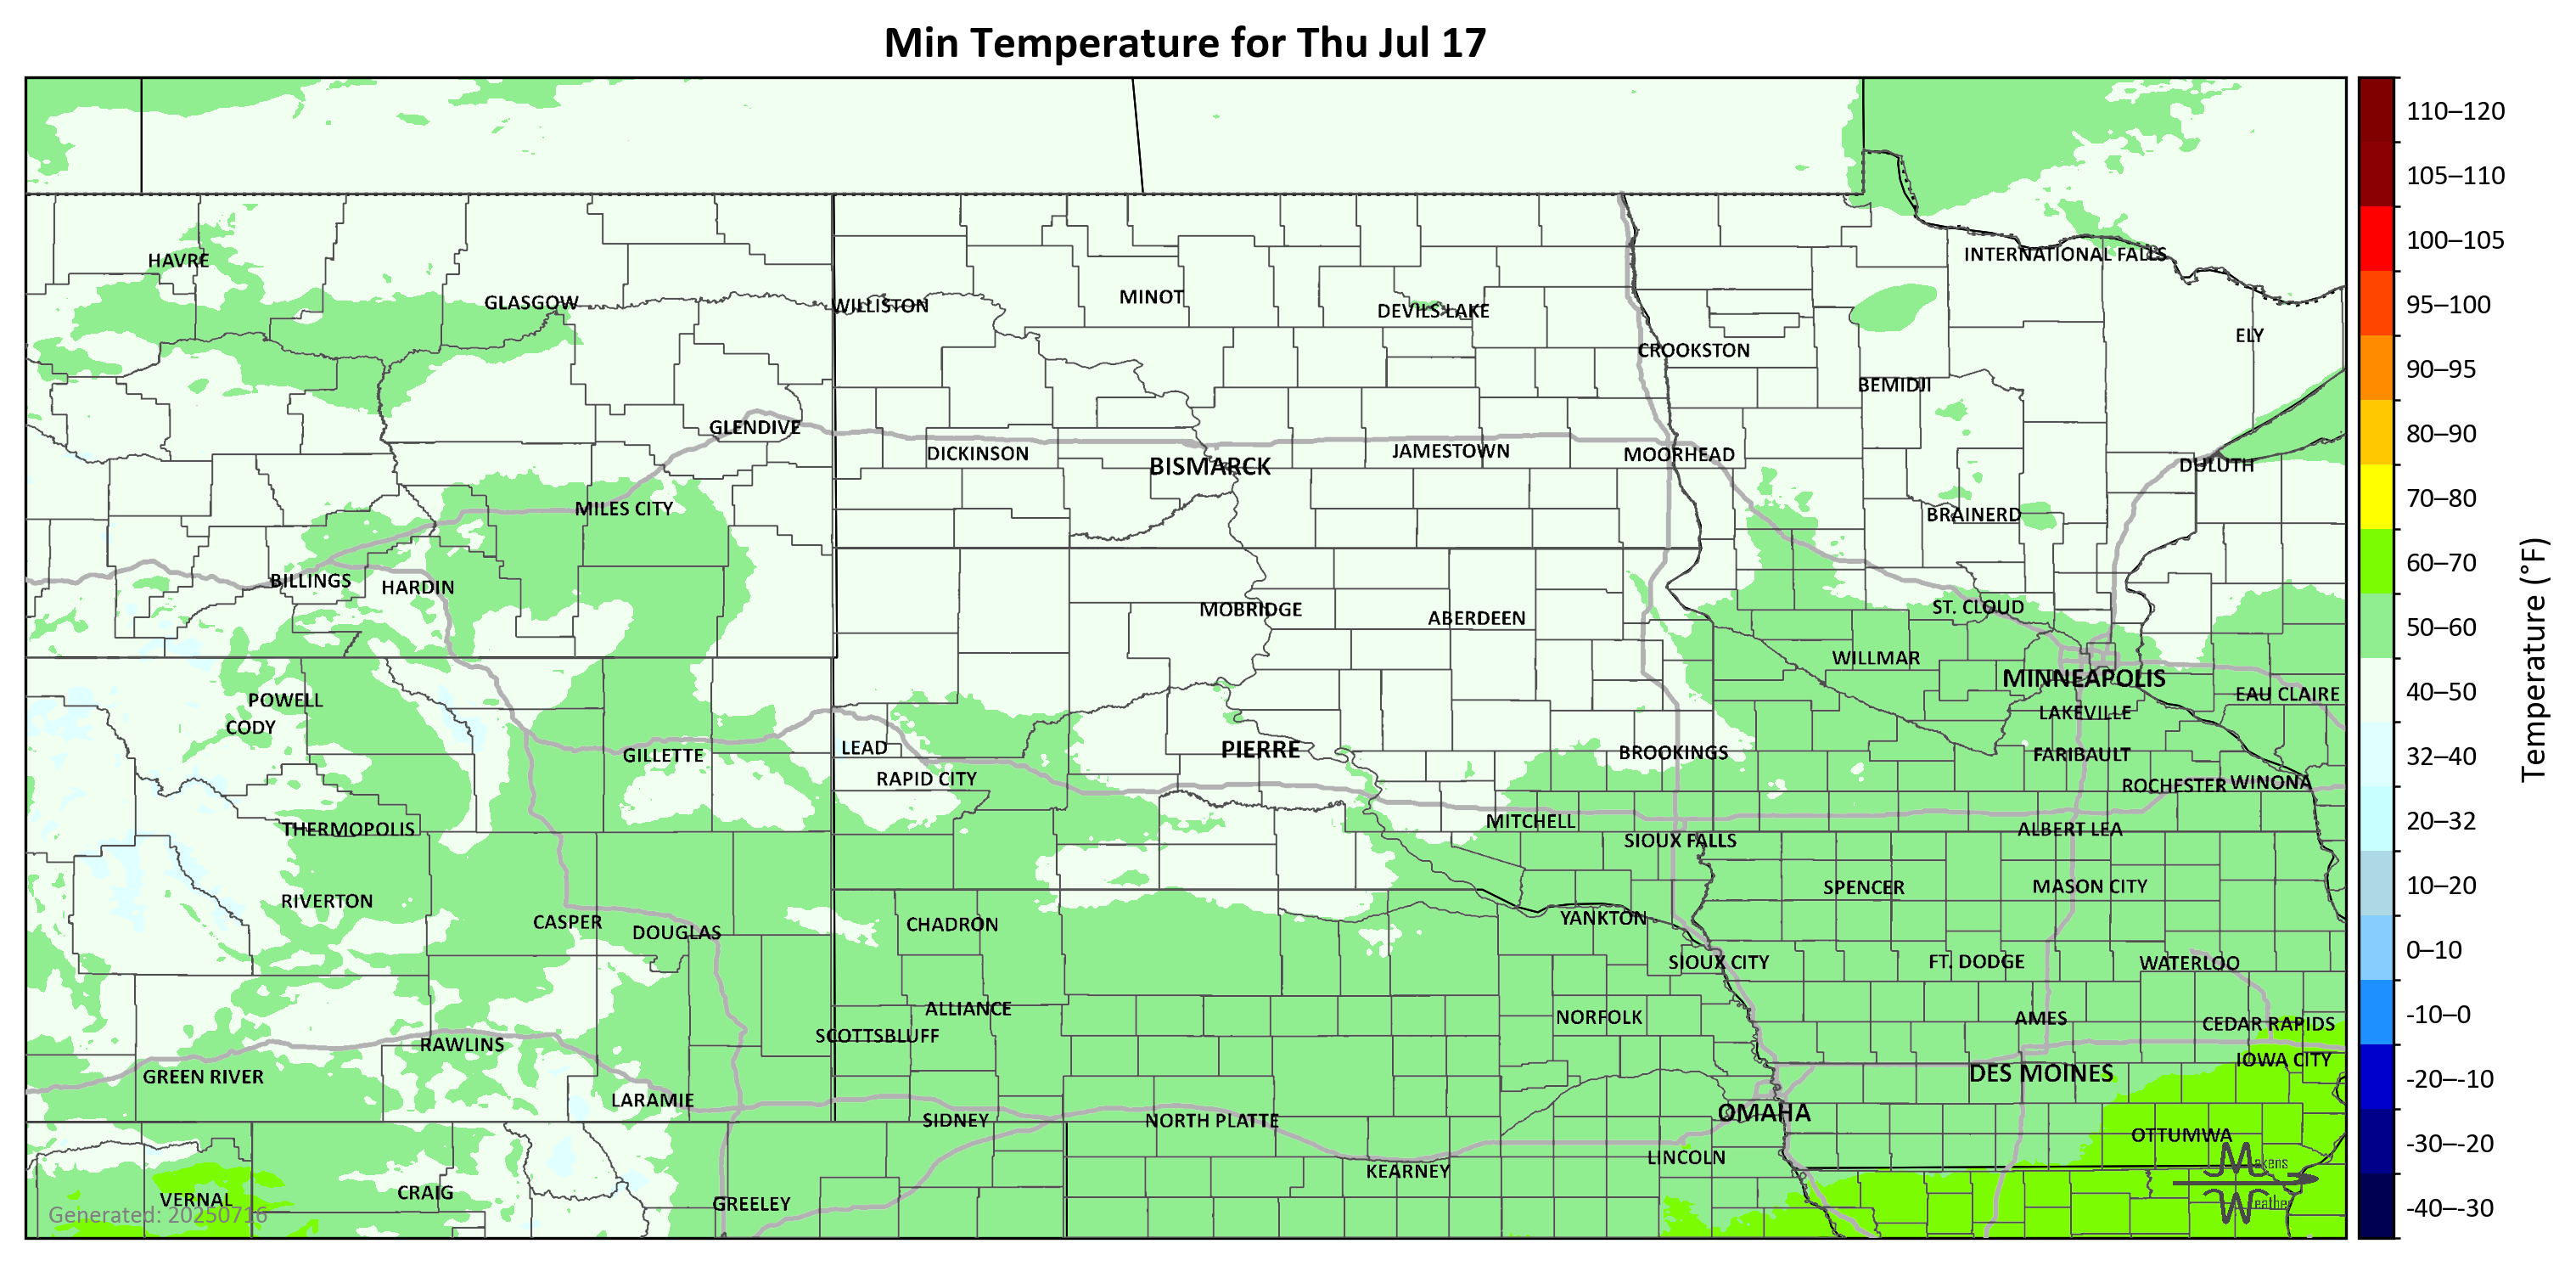 Min Temperature for Thu Jul 17
110–120
105–110
100–105
95–100
90–95
80–90
70–80
60–70
50–60
40–50
32–40
20–32
10–20
0–10
-10–0
-20–-10
-30–-20
-40–-30
Temperature (°F)
HAVRE
INTERNATIONAL FALLS
GLASGOW
WILLISTON
MINOT
DEVILS LAKE
ELY
CROOKSTON
BEMIDJI
GLENDIVE
DICKINSON
BISMARCK
JAMESTOWN
MOORHEAD
DULUTH
MILES CITY
BRAINERD
BILLINGS
HARDIN
MOBRIDGE
ABERDEEN
ST. CLOUD
WILLMAR
MINNEAPOLIS
POWELL
EAU CLAIRE
CODY
LAKEVILLE
GILLETTE
LEAD
PIERRE
BROOKINGS
FARIBAULT
RAPID CITY
ROCHESTER
WINONA
THERMOPOLIS
MITCHELL
SIOUX FALLS
ALBERT LEA
RIVERTON
SPENCER
MASON CITY
CASPER
DOUGLAS
CHADRON
YANKTON
SIOUX CITY
FT. DODGE
WATERLOO
ALLIANCE
NORFOLK
AMES
CEDAR RAPIDS
SCOTTSBLUFF
RAWLINS
IOWA CITY
GREEN RIVER
DES MOINES
LARAMIE
SIDNEY
NORTH PLATTE
OMAHA
OTTUMWA
LINCOLN
KEARNEY
VERNAL
CRAIG
GREELEY
Makens
Weather
Generated: 20250716